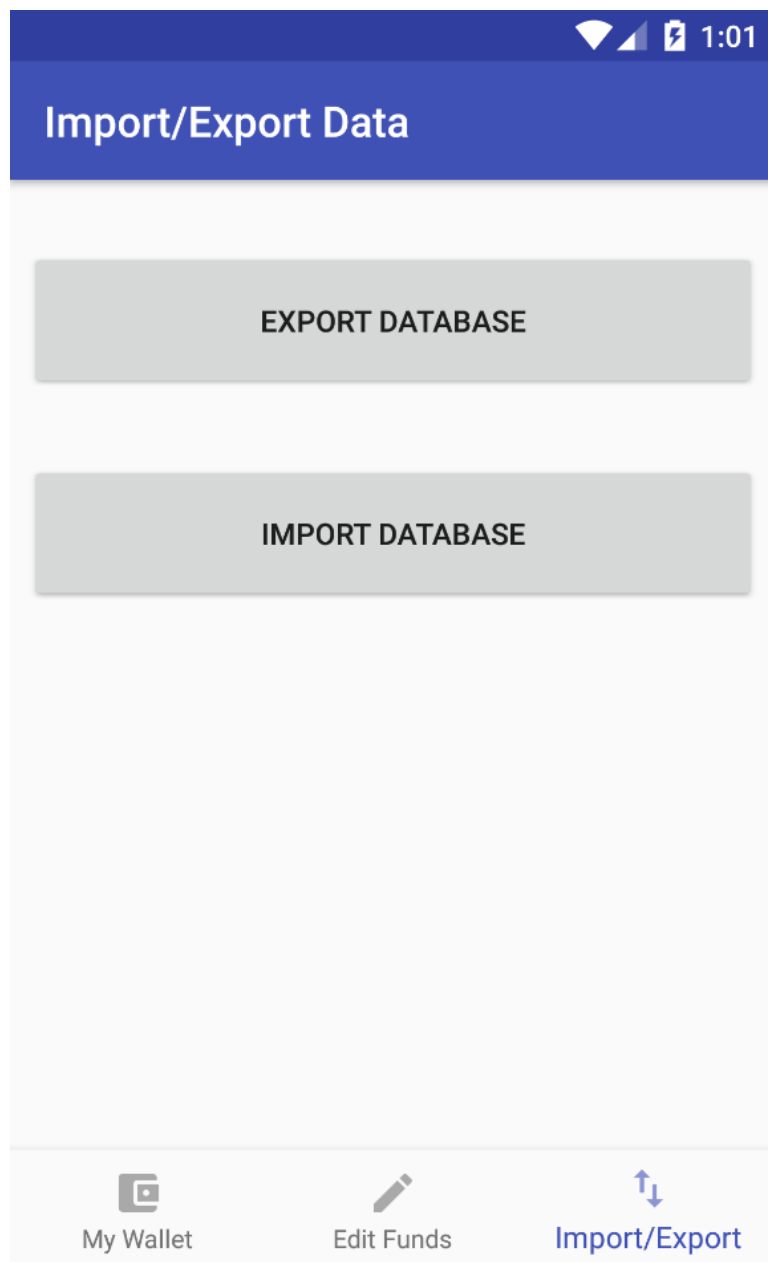 1:01
Import/Export Data
EXPORT DATABASE
IMPORT DATABASE
My Wallet
Edit Funds
Import/Export